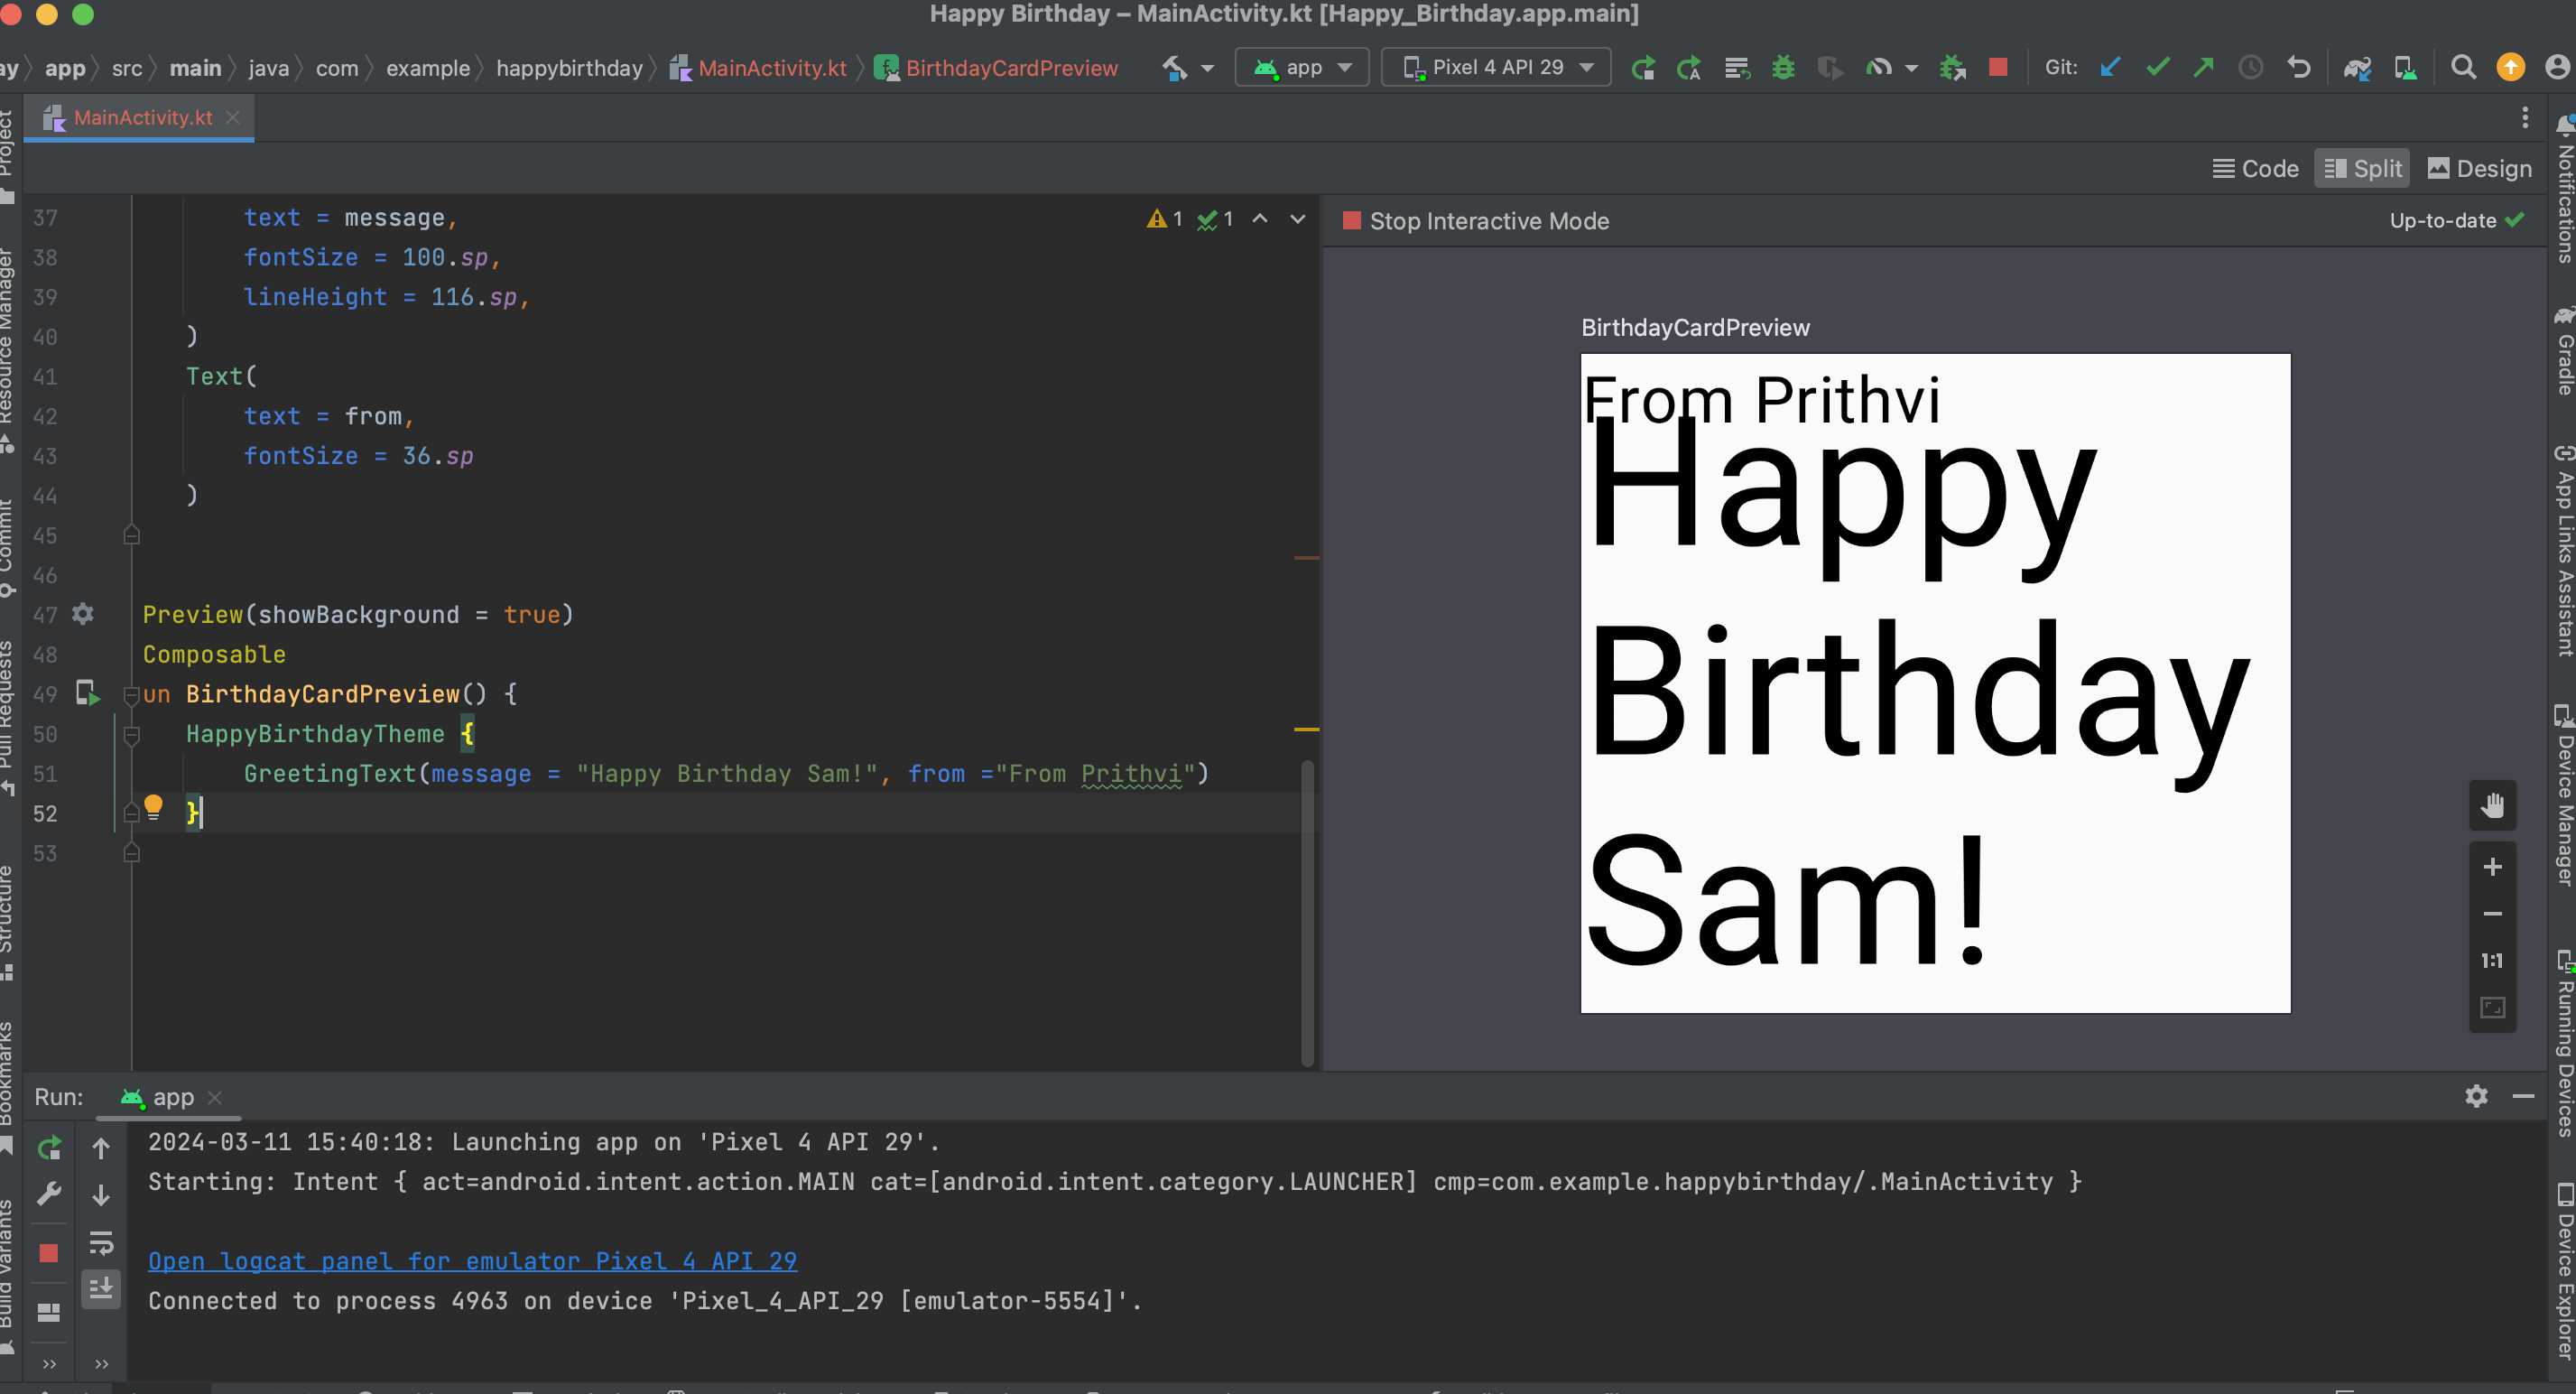 Happy Birthday – MainActivity.kt [Happy_Birthday.app.main]
ay app src main java com example happybirthday MainActivity.kt BirthdayCardPreview app Pixel 4 API 29 Git:
MainActivity.kt
Code Split Design
37 text = message,
38 fontSize = 100.sp,
39 lineHeight = 116.sp,
40 )
41 Text(
42 text = from,
43 fontSize = 36.sp
44 )
45
46
47 Preview(showBackground = true)
48 Composable
49 un BirthdayCardPreview() {
50 HappyBirthdayTheme {
51 GreetingText(message = "Happy Birthday Sam!", from ="From Prithvi")
52 }
53
1 1
Stop Interactive Mode Up-to-date
BirthdayCardPreview
From Prithvi
Happy
Birthday
Sam!
1:1
Run: app
2024-03-11 15:40:18: Launching app on 'Pixel 4 API 29'.
Starting: Intent { act=android.intent.action.MAIN cat=[android.intent.category.LAUNCHER] cmp=com.example.happybirthday/.MainActivity }
Open logcat panel for emulator Pixel 4 API 29
Connected to process 4963 on device 'Pixel_4_API_29 [emulator-5554]'.
Project
Resource Manager
Commit
Pull Requests
Structure
Bookmarks
Build Variants
Notifications
Gradle
App Links Assistant
Device Manager
Running Devices
Device Explorer